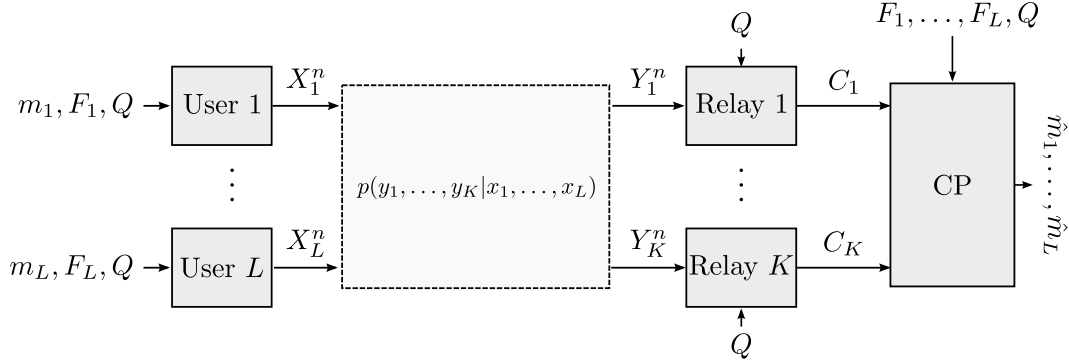 Q
F_1, . . . , F_L, Q
m_1, F_1, Q
User 1
X_1^n
Y_1^n
Relay 1
C_1
⋮
p(y_1, . . . , y_K|x_1, . . . , x_L)
⋮
CP
m̂_1, . . . , m̂_L
m_L, F_L, Q
User L
X_L^n
Y_K^n
Relay K
C_K
Q